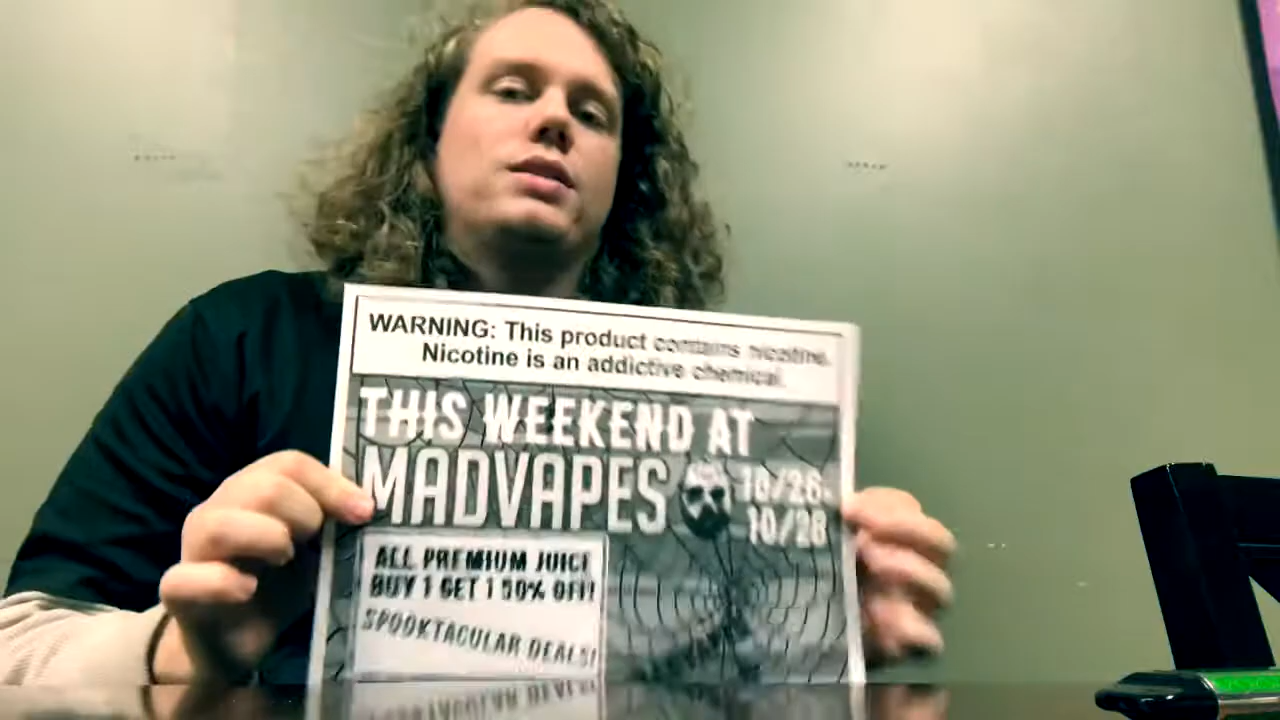 WARNING: This product contains nicotine.
Nicotine is an addictive chemical.
THIS WEEKEND AT
MADVAPES
10/26-
10/28
ALL PREMIUM JUICE
BUY 1 GET 1 50% OFF!
SPOOKTACULAR DEALS!